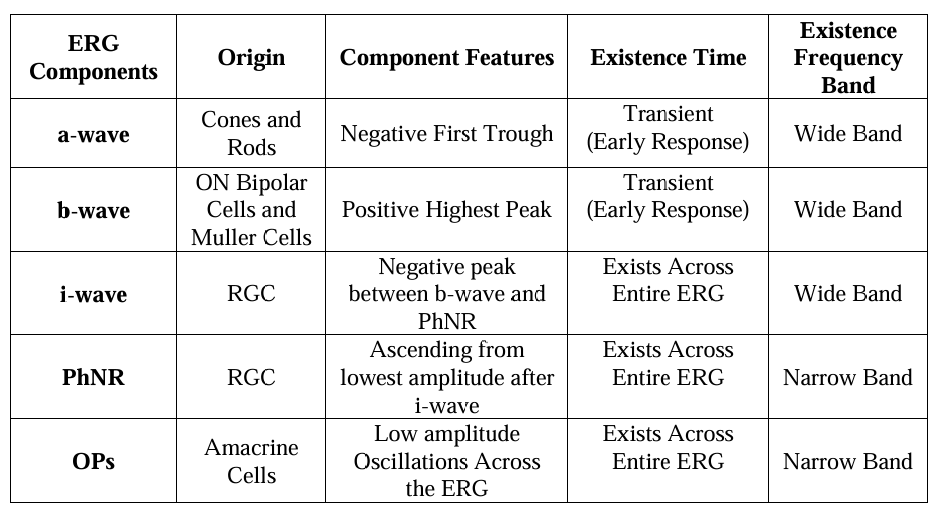 ERG Components
Origin
Component Features
Existence Time
Existence Frequency Band
a-wave
Cones and Rods
Negative First Trough
Transient (Early Response)
Wide Band
b-wave
ON Bipolar Cells and Muller Cells
Positive Highest Peak
Transient (Early Response)
Wide Band
i-wave
RGC
Negative peak between b-wave and PhNR
Exists Across Entire ERG
Wide Band
PhNR
RGC
Ascending from lowest amplitude after i-wave
Exists Across Entire ERG
Narrow Band
OPs
Amacrine Cells
Low amplitude Oscillations Across the ERG
Exists Across Entire ERG
Narrow Band